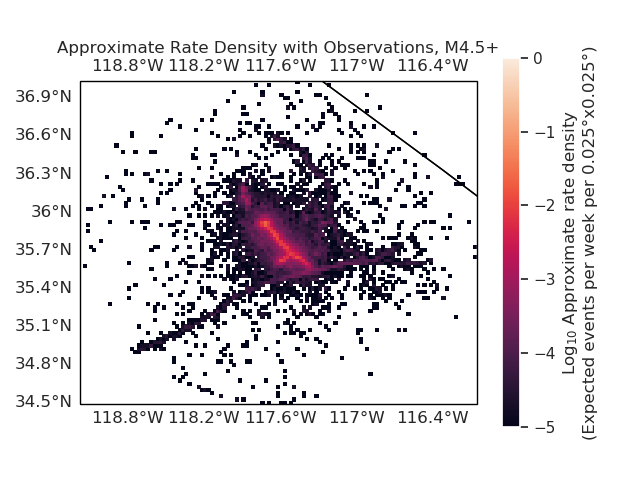 Approximate Rate Density with Observations, M4.5+
118.8°W 118.2°W 117.6°W 117°W 116.4°W
36.9°N
36.6°N
36.3°N
36°N
35.7°N
35.4°N
35.1°N
34.8°N
34.5°N
118.8°W 118.2°W 117.6°W 117°W 116.4°W
0
−1
−2
−3
−4
−5
Log₁₀ Approximate rate density
(Expected events per week per 0.025°x0.025°)